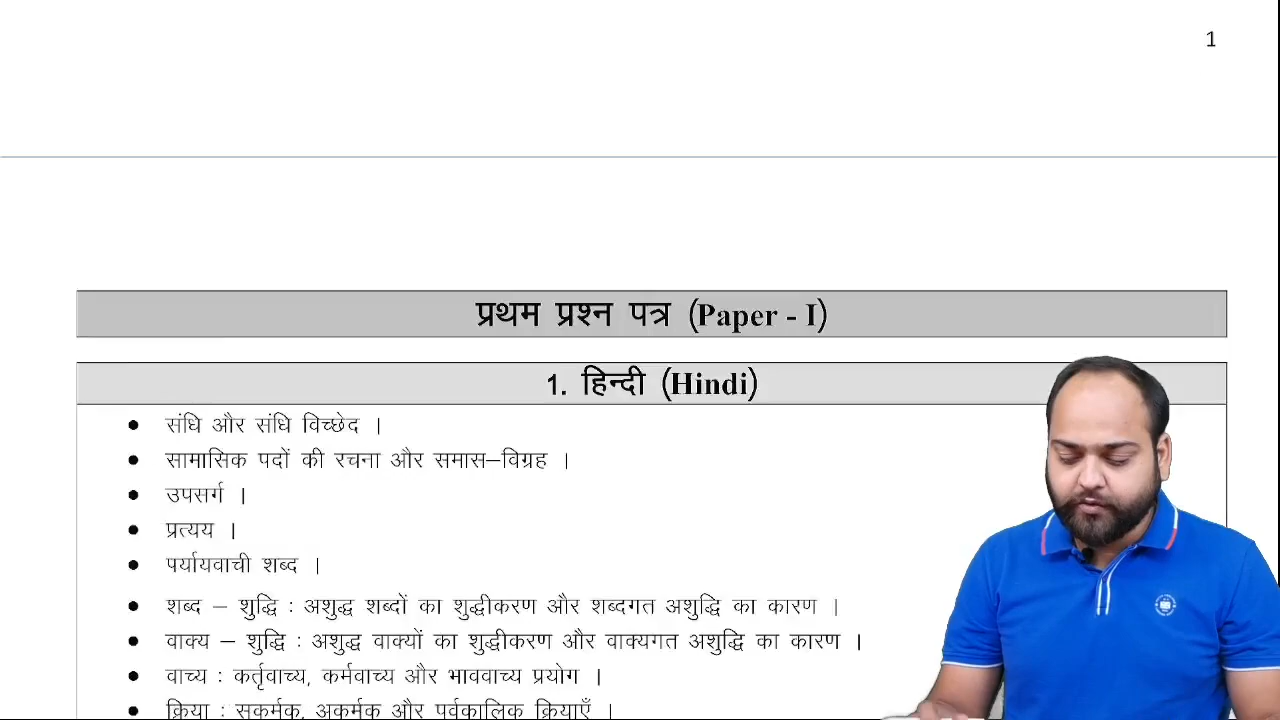 1
प्रथम प्रश्न पत्र (Paper - I)
1. हिन्दी (Hindi)
• संधि और संधि विच्छेद ।
• सामासिक पदों की रचना और समास–विग्रह ।
• उपसर्ग ।
• प्रत्यय ।
• पर्यायवाची शब्द ।
• शब्द – शुद्धि : अशुद्ध शब्दों का शुद्धीकरण और शब्दगत अशुद्धि का कारण ।
• वाक्य – शुद्धि : अशुद्ध वाक्यों का शुद्धीकरण और वाक्यगत अशुद्धि का कारण ।
• वाच्य : कर्तृवाच्य, कर्मवाच्य और भाववाच्य प्रयोग ।
• क्रिया : सकर्मक, अकर्मक और पूर्वकालिक क्रियाएँ ।